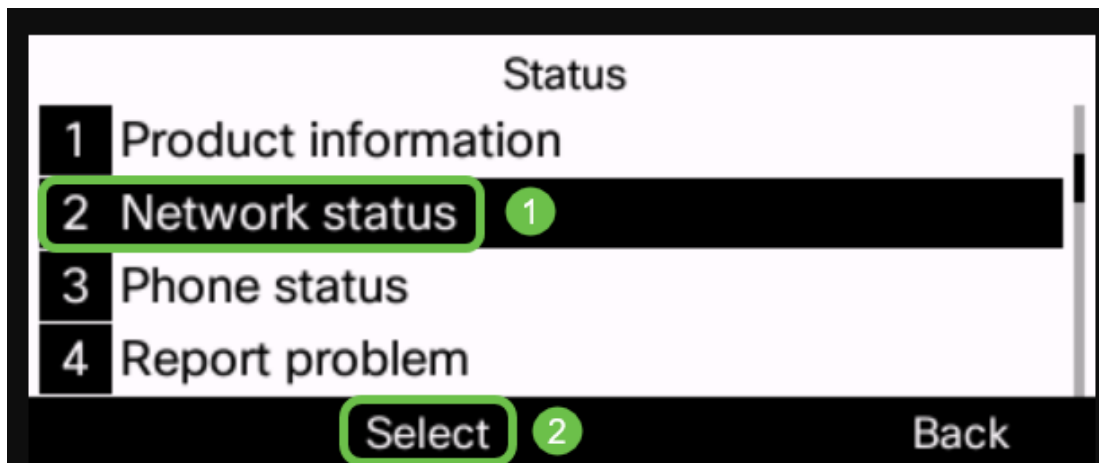 Status
1 Product information
2 Network status 1
3 Phone status
4 Report problem
Select 2 Back